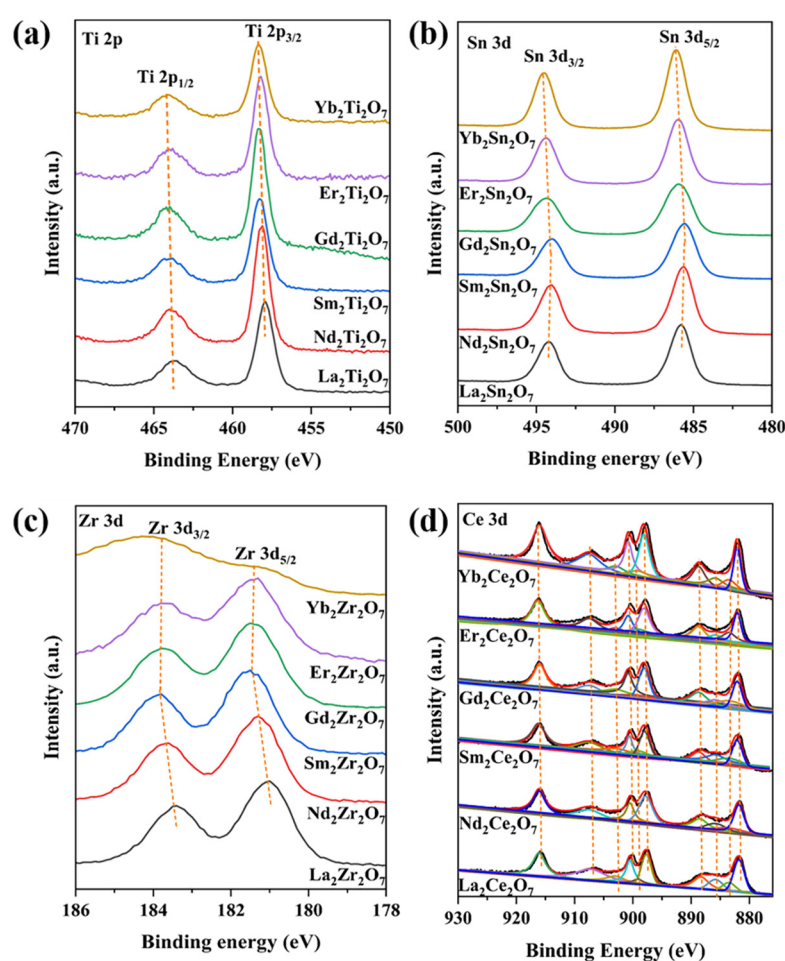 (a)
Ti 2p
Ti 2p3/2
Ti 2p1/2
Yb2Ti2O7
Er2Ti2O7
Gd2Ti2O7
Sm2Ti2O7
Nd2Ti2O7
La2Ti2O7
Intensity (a.u.)
470 465 460 455 450
Binding Energy (eV)
(b)
Sn 3d
Sn 3d5/2
Sn 3d3/2
Yb2Sn2O7
Er2Sn2O7
Gd2Sn2O7
Sm2Sn2O7
Nd2Sn2O7
La2Sn2O7
Intensity (a.u.)
500 495 490 485 480
Binding Energy (eV)
(c)
Zr 3d
Zr 3d3/2
Zr 3d5/2
Yb2Zr2O7
Er2Zr2O7
Gd2Zr2O7
Sm2Zr2O7
Nd2Zr2O7
La2Zr2O7
Intensity (a.u.)
186 184 182 180 178
Binding energy (eV)
(d)
Ce 3d
Yb2Ce2O7
Er2Ce2O7
Gd2Ce2O7
Sm2Ce2O7
Nd2Ce2O7
La2Ce2O7
Intensity (a.u.)
930 920 910 900 890 880
Binding Energy (eV)